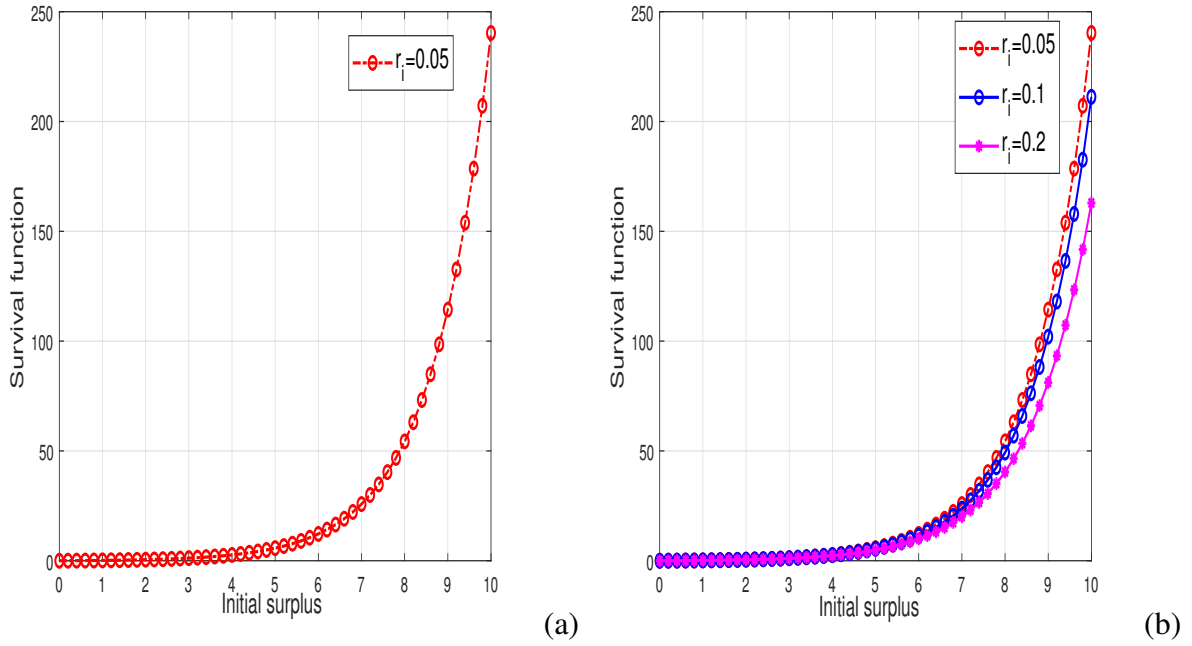 250
200
150
100
50
0
Survival function
r_i=0.05
0 1 2 3 4 5 6 7 8 9 10
Initial surplus
(a)
250
200
150
100
50
0
Survival function
r_i=0.05
r_i=0.1
r_i=0.2
0 1 2 3 4 5 6 7 8 9 10
Initial surplus
(b)